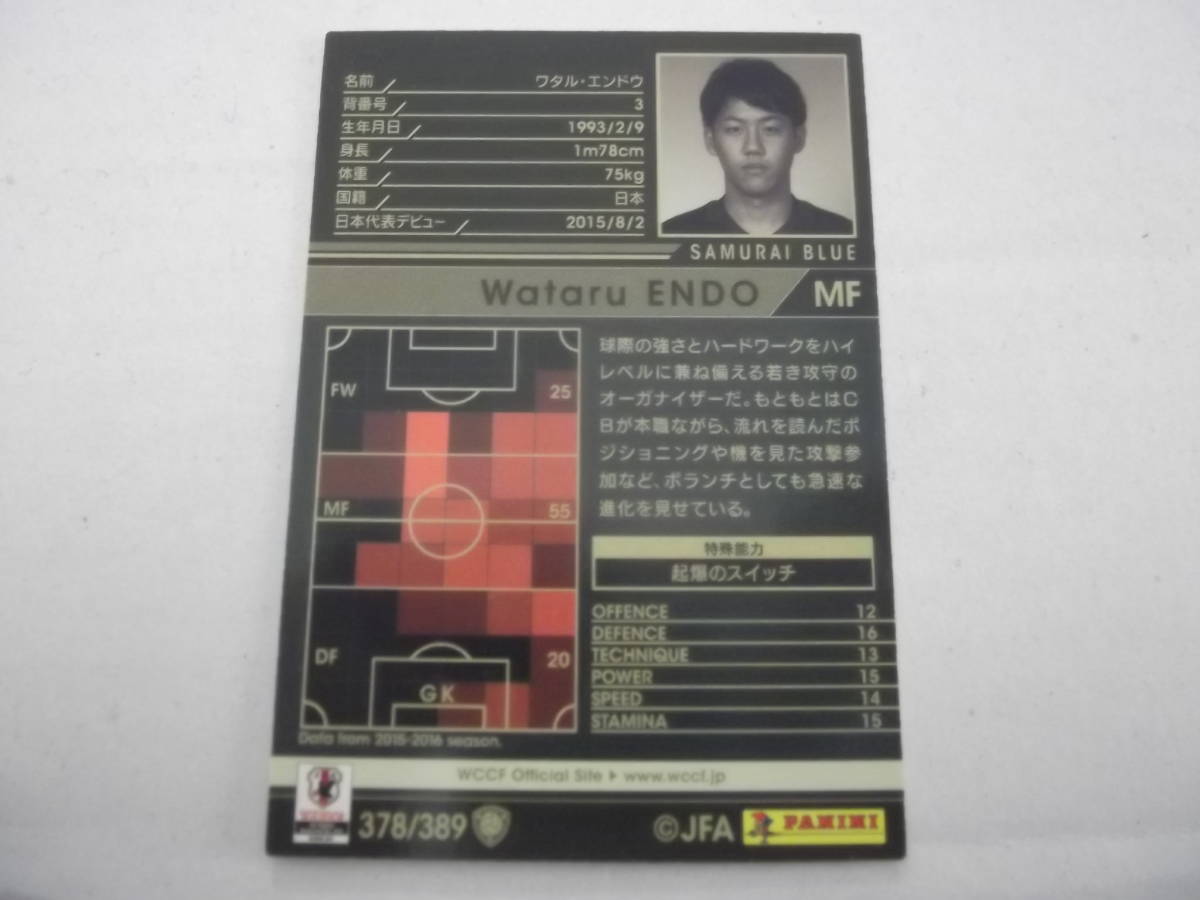 名前 ワタル・エンドウ
背番号 3
生年月日 1993/2/9
身長 1m78cm
体重 75kg
国籍 日本
日本代表デビュー 2015/8/2
SAMURAI BLUE
Wataru ENDO MF
FW 25
MF 55
DF 20
GK
Data from 2015-2016 season.
球際の強さとハードワークをハイ
レベルに兼ね備える若き攻守の
オーガナイザーだ。もともとはC
Bが本職ながら、流れを読んだポ
ジショニングや機を見た攻撃参
加など、ボランチとしても急速な
進化を見せている。
特殊能力
起爆のスイッチ
OFFENCE 12
DEFENCE 16
TECHNIQUE 13
POWER 15
SPEED 14
STAMINA 15
WCCF Official Site ▶ www.wccf.jp
378/389
©JFA PANINI